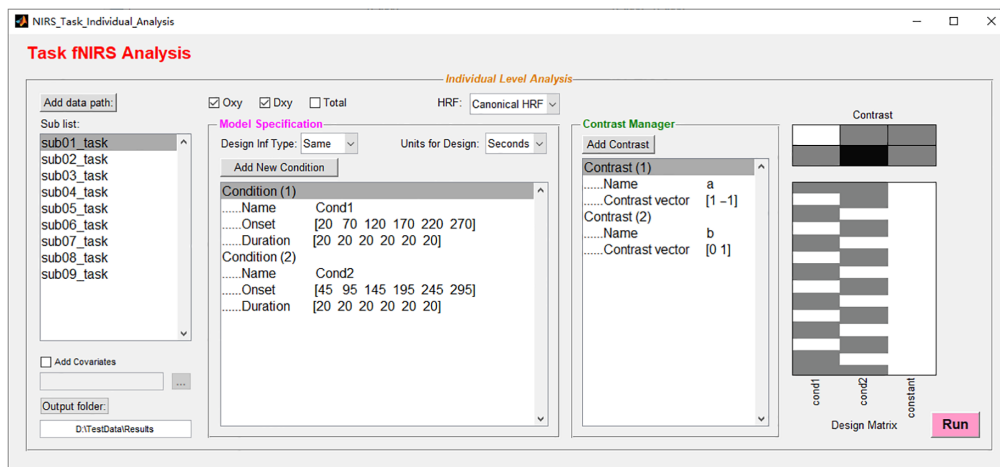 NIRS_Task_Individual_Analysis
Task fNIRS Analysis
Individual Level Analysis
Add data path:
Sub list:
sub01_task
sub02_task
sub03_task
sub04_task
sub05_task
sub06_task
sub07_task
sub08_task
sub09_task
Add Covariates
...
Output folder:
D:\TestData\Results
Oxy Dxy Total HRF: Canonical HRF
Model Specification
Design Inf Type: Same Units for Design: Seconds
Add New Condition
Condition (1)
......Name Cond1
......Onset [20 70 120 170 220 270]
......Duration [20 20 20 20 20 20]
Condition (2)
......Name Cond2
......Onset [45 95 145 195 245 295]
......Duration [20 20 20 20 20 20]
Contrast Manager
Add Contrast
Contrast (1)
......Name a
......Contrast vector [1 −1]
Contrast (2)
......Name b
......Contrast vector [0 1]
Contrast
cond1
cond2
constant
Design Matrix
Run